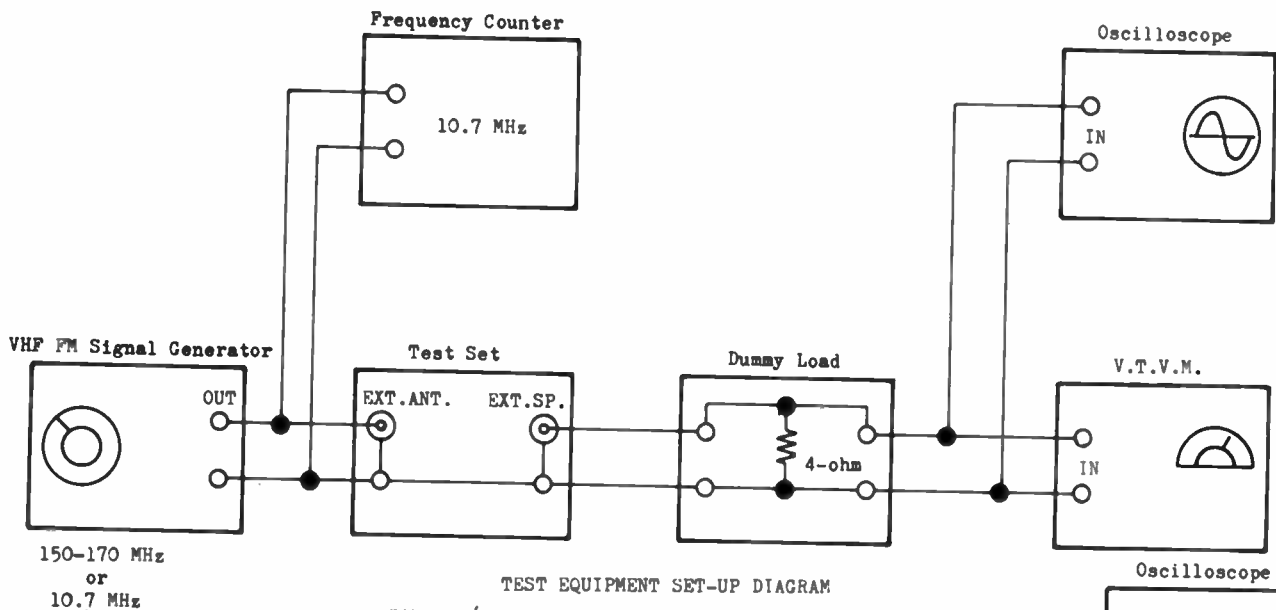 Frequency Counter
10.7 MHz
Oscilloscope
IN
VHF FM Signal Generator
OUT
150-170 MHz
or
10.7 MHz
Test Set
EXT.ANT.
EXT.SP.
Dummy Load
4-ohm
V.T.V.M.
IN
TEST EQUIPMENT SET-UP DIAGRAM
Oscilloscope